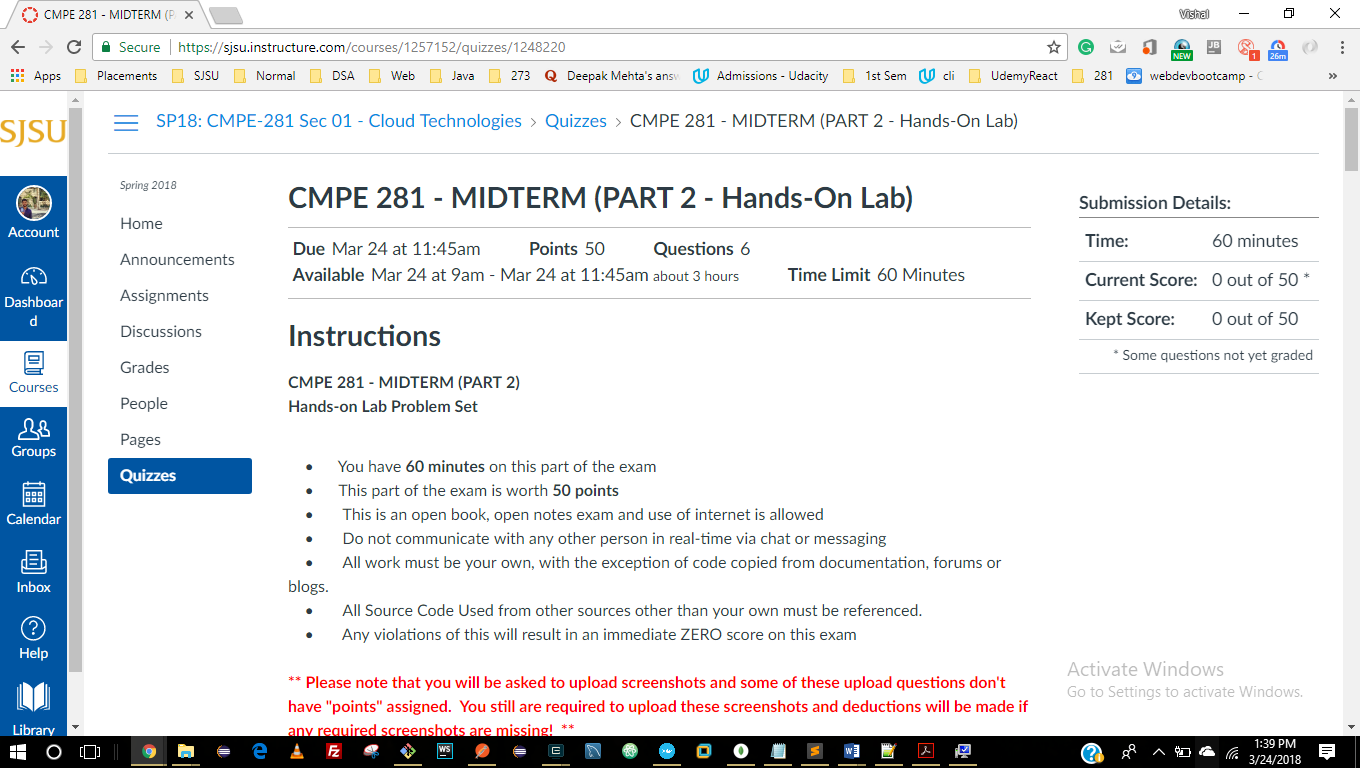 CMPE 281 - MIDTERM (P
Vishal
Secure https://sjsu.instructure.com/courses/1257152/quizzes/1248220
NEW
JB
1
26m
Apps Placements SJSU Normal DSA Web Java 273 Deepak Mehta's ans Admissions - Udacity 1st Sem cli UdemyReact 281 webdevbootcamp - C »
SJSU
SP18: CMPE-281 Sec 01 - Cloud Technologies › Quizzes › CMPE 281 - MIDTERM (PART 2 - Hands-On Lab)
Account
Dashboar
d
Courses
Groups
Calendar
Inbox
Help
Library
Spring 2018
Home
Announcements
Assignments
Discussions
Grades
People
Pages
Quizzes
CMPE 281 - MIDTERM (PART 2 - Hands-On Lab)
Due Mar 24 at 11:45am Points 50 Questions 6
Available Mar 24 at 9am - Mar 24 at 11:45am about 3 hours Time Limit 60 Minutes
Instructions
CMPE 281 - MIDTERM (PART 2)
Hands-on Lab Problem Set
• You have 60 minutes on this part of the exam
• This part of the exam is worth 50 points
• This is an open book, open notes exam and use of internet is allowed
• Do not communicate with any other person in real-time via chat or messaging
• All work must be your own, with the exception of code copied from documentation, forums or
blogs.
• All Source Code Used from other sources other than your own must be referenced.
• Any violations of this will result in an immediate ZERO score on this exam
** Please note that you will be asked to upload screenshots and some of these upload questions don't
have "points" assigned. You still are required to upload these screenshots and deductions will be made if
any required screenshots are missing! **
Submission Details:
Time: 60 minutes
Current Score: 0 out of 50 *
Kept Score: 0 out of 50
* Some questions not yet graded
Activate Windows
Go to Settings to activate Windows.
1:39 PM
3/24/2018